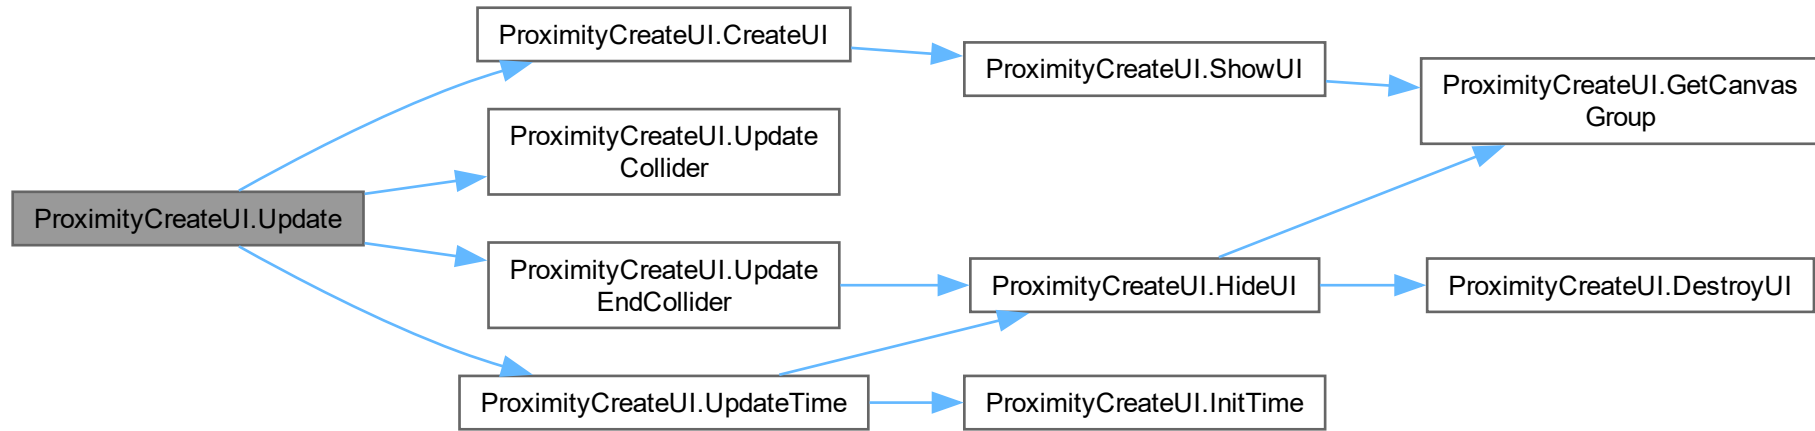 ProximityCreateUI.Update
ProximityCreateUI.CreateUI
ProximityCreateUI.Update
Collider
ProximityCreateUI.Update
EndCollider
ProximityCreateUI.UpdateTime
ProximityCreateUI.ShowUI
ProximityCreateUI.HideUI
ProximityCreateUI.InitTime
ProximityCreateUI.GetCanvas
Group
ProximityCreateUI.DestroyUI